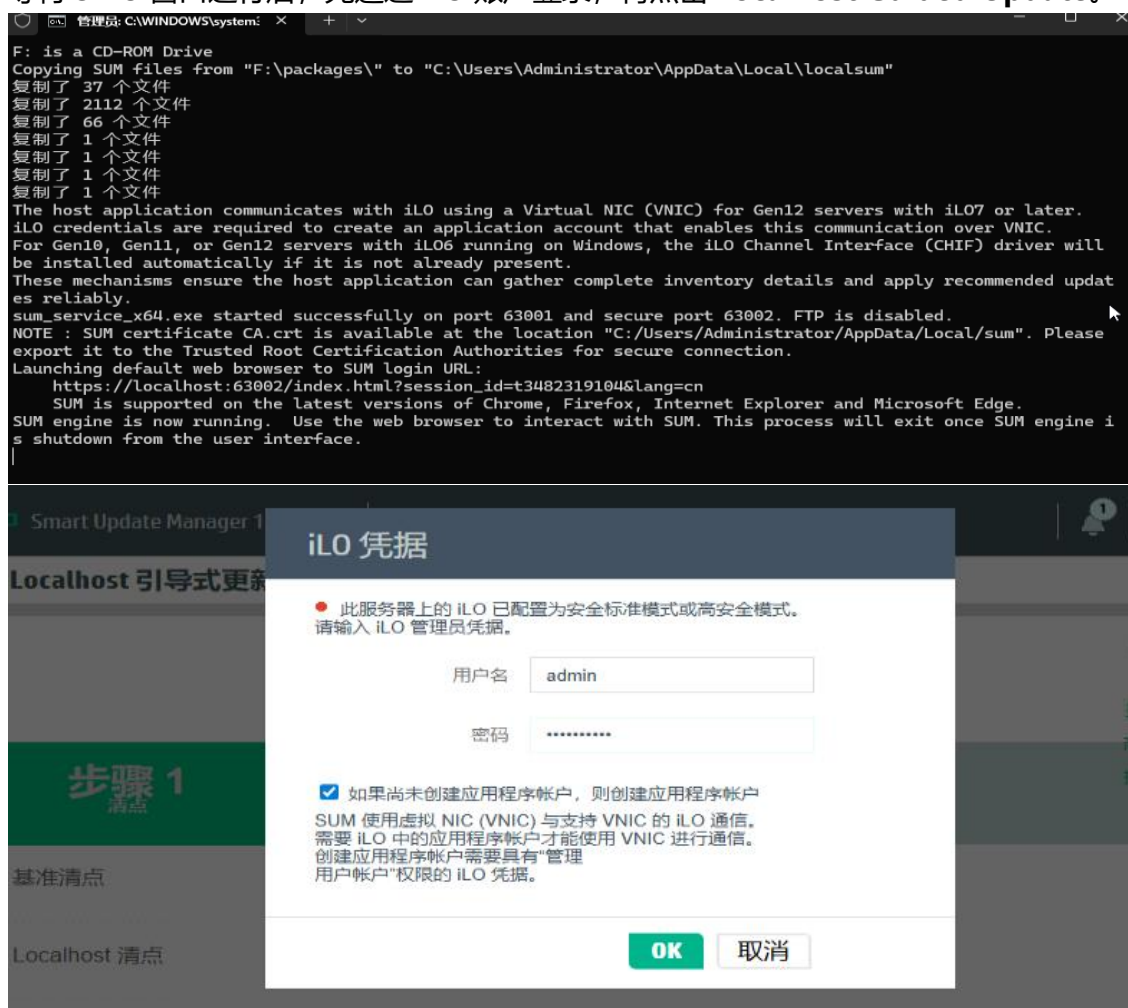 管理员: C:\WINDOWS\system:
F: is a CD-ROM Drive
Copying SUM files from "F:\packages\" to "C:\Users\Administrator\AppData\Local\localsum"
复制了 37 个文件
复制了 2112 个文件
复制了 66 个文件
复制了 1 个文件
复制了 1 个文件
复制了 1 个文件
复制了 1 个文件
The host application communicates with iLO using a Virtual NIC (VNIC) for Gen12 servers with iLO7 or later.
iLO credentials are required to create an application account that enables this communication over VNIC.
For Gen10, Gen11, or Gen12 servers with iLO6 running on Windows, the iLO Channel Interface (CHIF) driver will
be installed automatically if it is not already present.
These mechanisms ensure the host application can gather complete inventory details and apply recommended updat
es reliably.
sum_service_x64.exe started successfully on port 63001 and secure port 63002. FTP is disabled.
NOTE : SUM certificate CA.crt is available at the location "C:/Users/Administrator/AppData/Local/sum". Please
export it to the Trusted Root Certification Authorities for secure connection.
Launching default web browser to SUM login URL:
https://localhost:63002/index.html?session_id=t3482319104&lang=cn
SUM is supported on the latest versions of Chrome, Firefox, Internet Explorer and Microsoft Edge.
SUM engine is now running.  Use the web browser to interact with SUM. This process will exit once SUM engine i
s shutdown from the user interface.
Smart Update Manager 1
1
Localhost 引导式更新
iLO 凭据
此服务器上的 iLO 已配置为安全标准模式或高安全模式。
请输入 iLO 管理员凭据。
用户名 admin
密码 ••••••••••
步骤 1
清点
如果尚未创建应用程序帐户，则创建应用程序帐户
SUM 使用虚拟 NIC (VNIC) 与支持 VNIC 的 iLO 通信。
需要 iLO 中的应用程序帐户才能使用 VNIC 进行通信。
创建应用程序帐户需要具有“管理
用户帐户”权限的 iLO 凭据。
基准清点
OK 取消
Localhost 清点